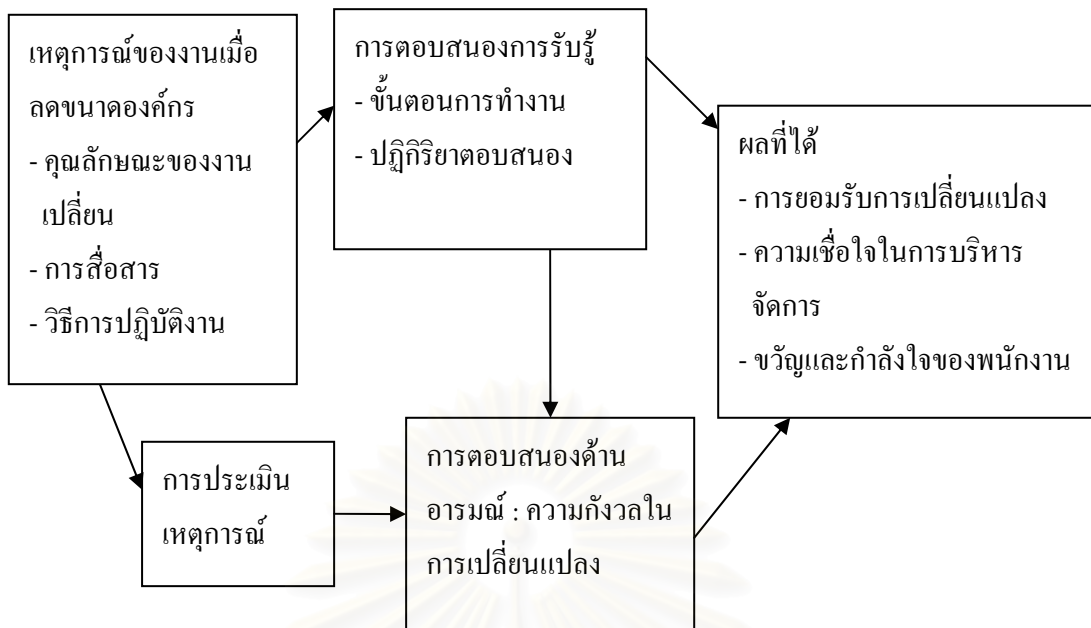 เหตุการณ์ของงานเมื่อ
ลดขนาดองค์กร
- คุณลักษณะของงาน
เปลี่ยน
- การสื่อสาร
- วิธีการปฏิบัติงาน
การตอบสนองการรับรู้
- ขั้นตอนการทำงาน
- ปฏิกิริยาตอบสนอง
ผลที่ได้
- การยอมรับการเปลี่ยนแปลง
- ความเชื่อใจในการบริหาร
จัดการ
- ขวัญและกำลังใจของพนักงาน
การประเมิน
เหตุการณ์
การตอบสนองด้าน
อารมณ์ : ความกังวลใน
การเปลี่ยนแปลง